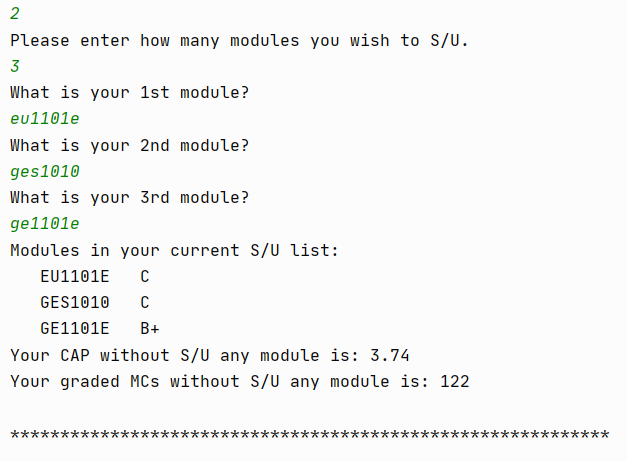 2
Please enter how many modules you wish to S/U.
3
What is your 1st module?
eu1101e
What is your 2nd module?
ges1010
What is your 3rd module?
ge1101e
Modules in your current S/U list:
   EU1101E   C
   GES1010   C
   GE1101E   B+
Your CAP without S/U any module is: 3.74
Your graded MCs without S/U any module is: 122

************************************************************